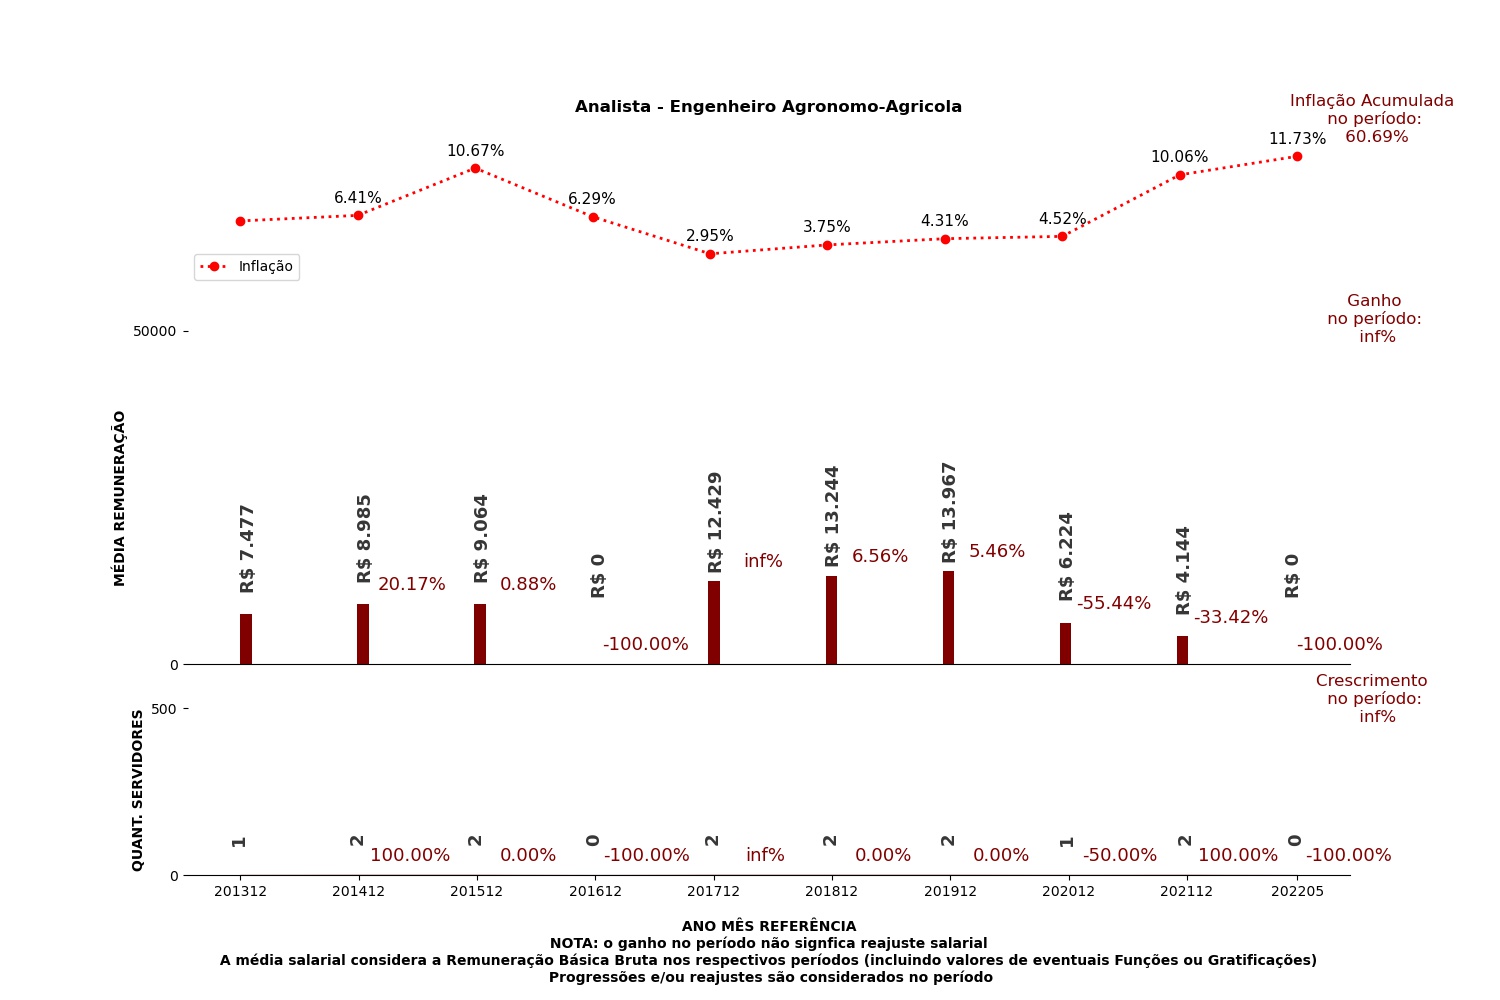 Analista - Engenheiro Agronomo-Agricola
Inflação Acumulada
no período:
60.69%
6.41%
10.67%
6.29%
2.95%
3.75%
4.31%
4.52%
10.06%
11.73%
Inflação
Ganho
no período:
inf%
50000
0
MÉDIA REMUNERAÇÃO
R$ 7.477
R$ 8.985
R$ 9.064
R$ 0
R$ 12.429
R$ 13.244
R$ 13.967
R$ 6.224
R$ 4.144
R$ 0
20.17%
0.88%
-100.00%
inf%
6.56%
5.46%
-55.44%
-33.42%
-100.00%
Crescrimento
no período:
inf%
500
0
QUANT. SERVIDORES
1
2
2
0
2
2
2
1
2
0
100.00%
0.00%
-100.00%
inf%
0.00%
0.00%
-50.00%
100.00%
-100.00%
201312
201412
201512
201612
201712
201812
201912
202012
202112
202205
ANO MÊS REFERÊNCIA
NOTA: o ganho no período não signfica reajuste salarial
A média salarial considera a Remuneração Básica Bruta nos respectivos períodos (incluindo valores de eventuais Funções ou Gratificações)
Progressões e/ou reajustes são considerados no período